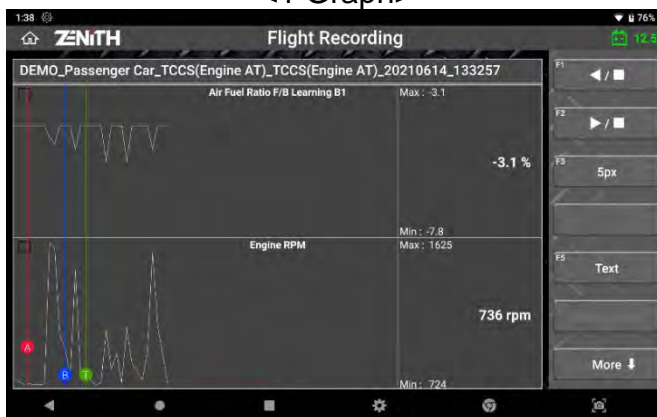 <Y Graph>
1:38 76%
ZENITH Flight Recording 12.5
DEMO_Passenger Car_TCCS(Engine AT)_TCCS(Engine AT)_20210614_133257
Air Fuel Ratio F/B Learning B1 Max : -3.1
-3.1 %
Min : -7.8
Engine RPM Max : 1625
736 rpm
Min : 724
A
B T
F1 ◀ / ■
F2 ▶ / ■
F3 5px
F5 Text
More ⬇